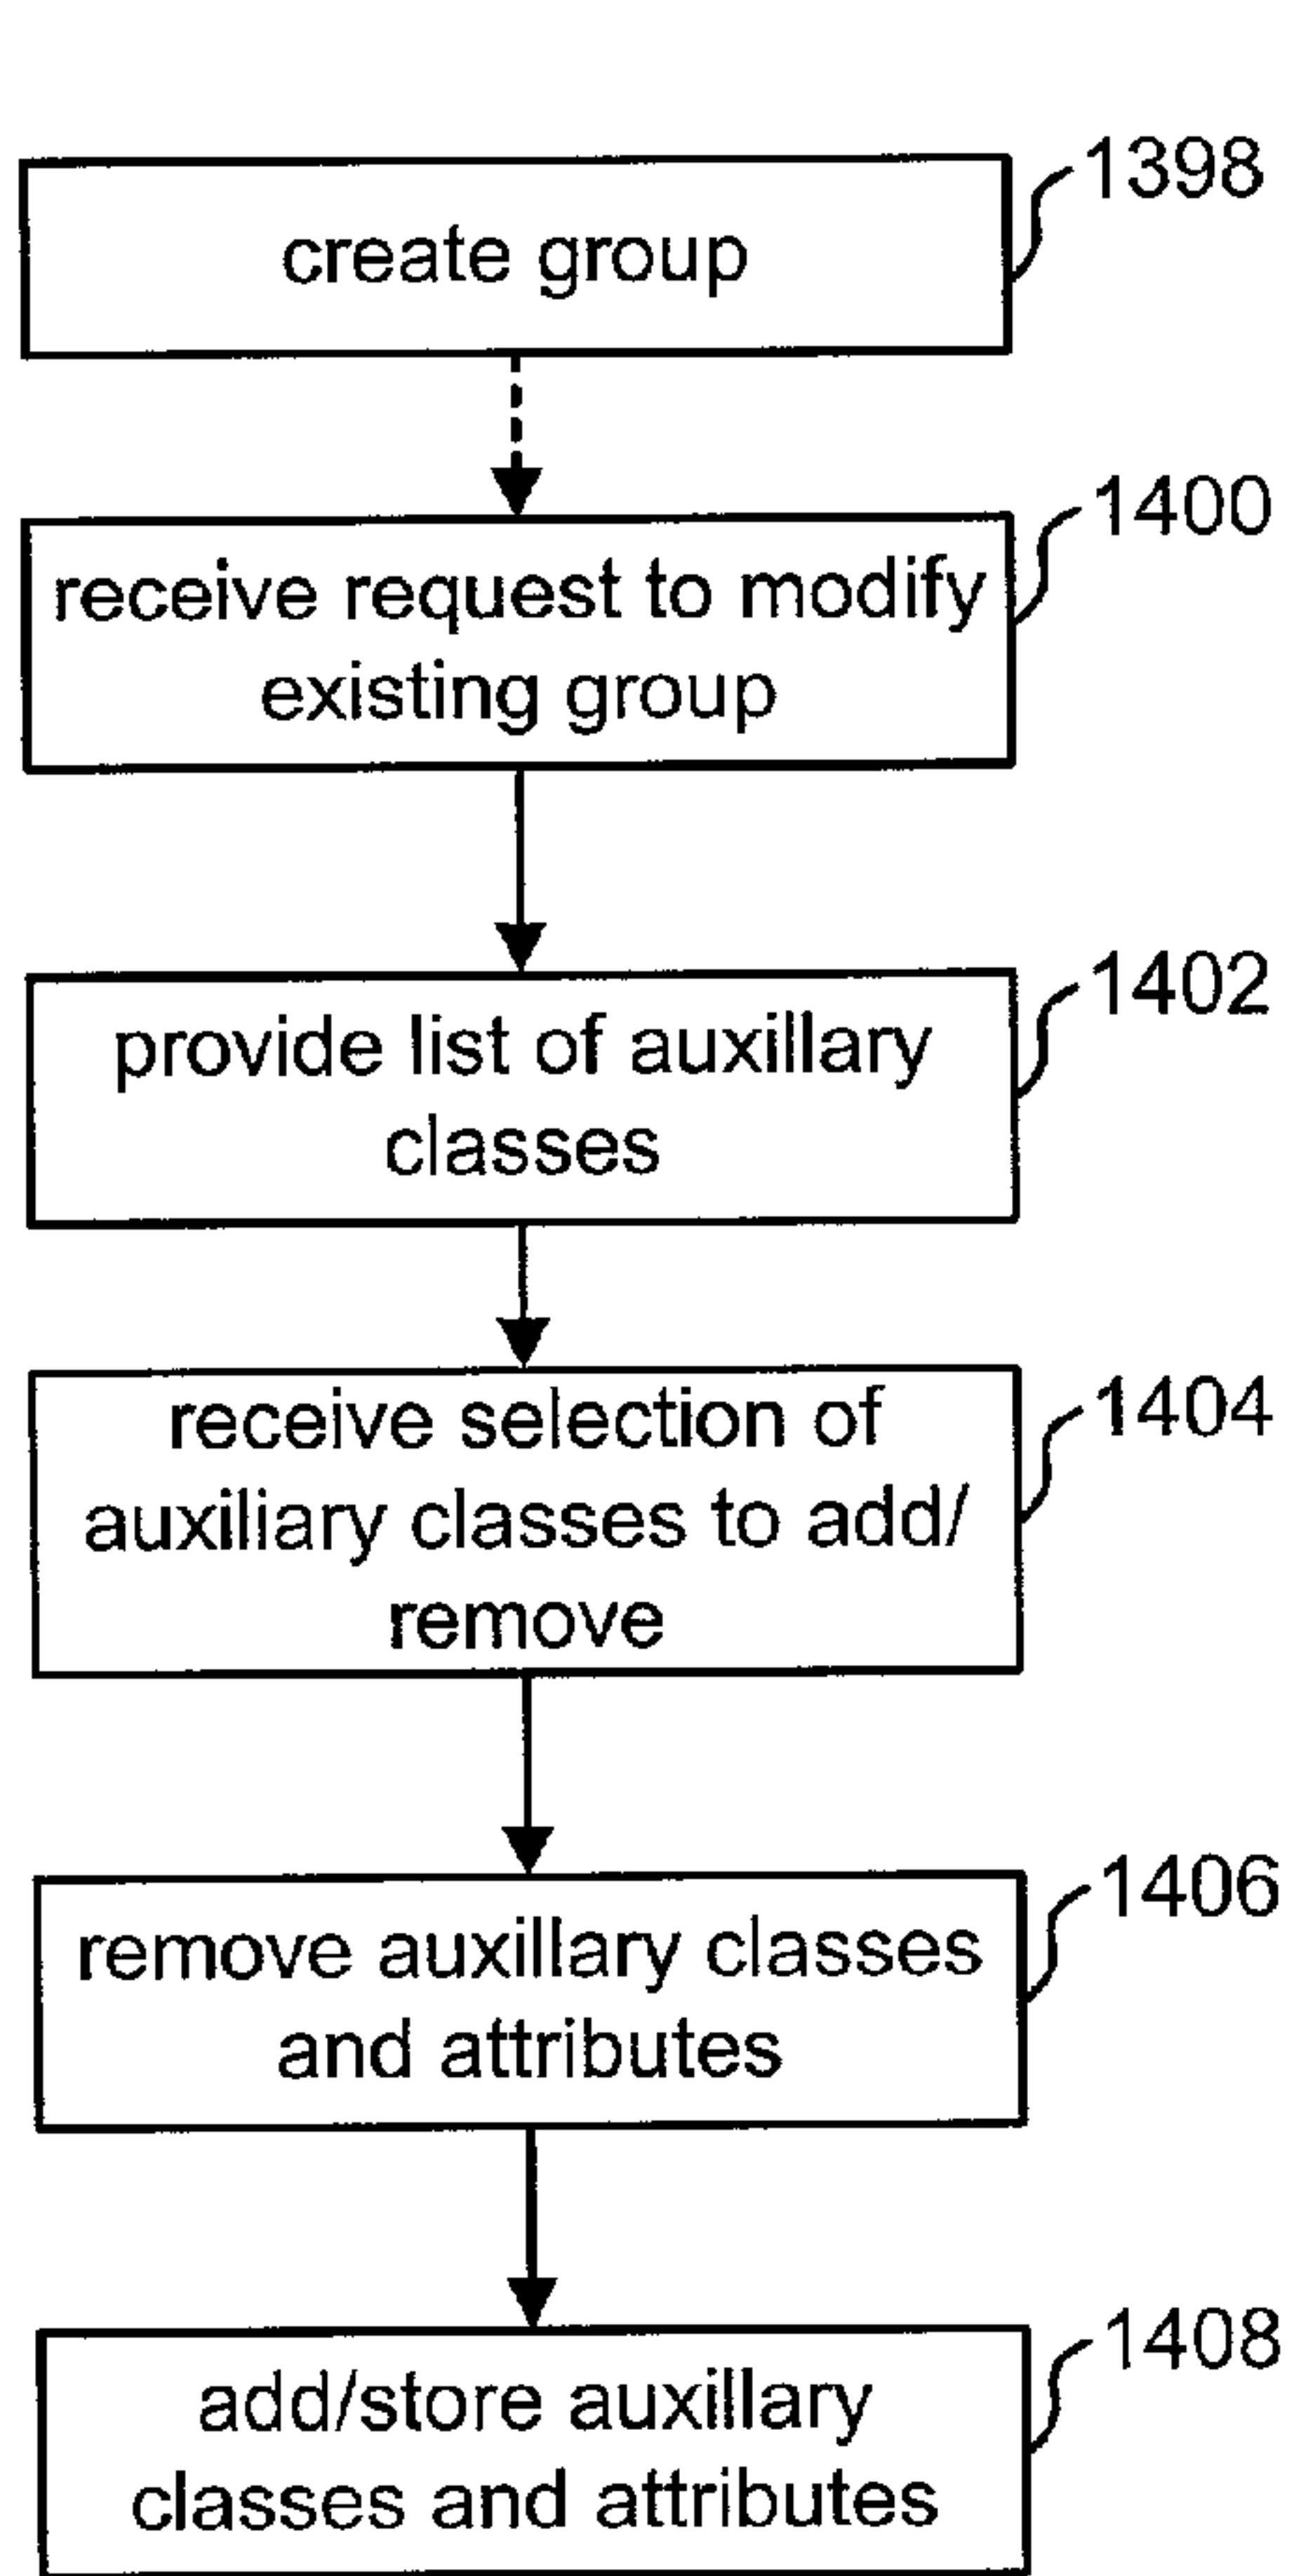 1398
create group
1400
receive request to modify
existing group
1402
provide list of auxillary
classes
1404
receive selection of
auxiliary classes to add/
remove
1406
remove auxillary classes
and attributes
1408
add/store auxillary
classes and attributes